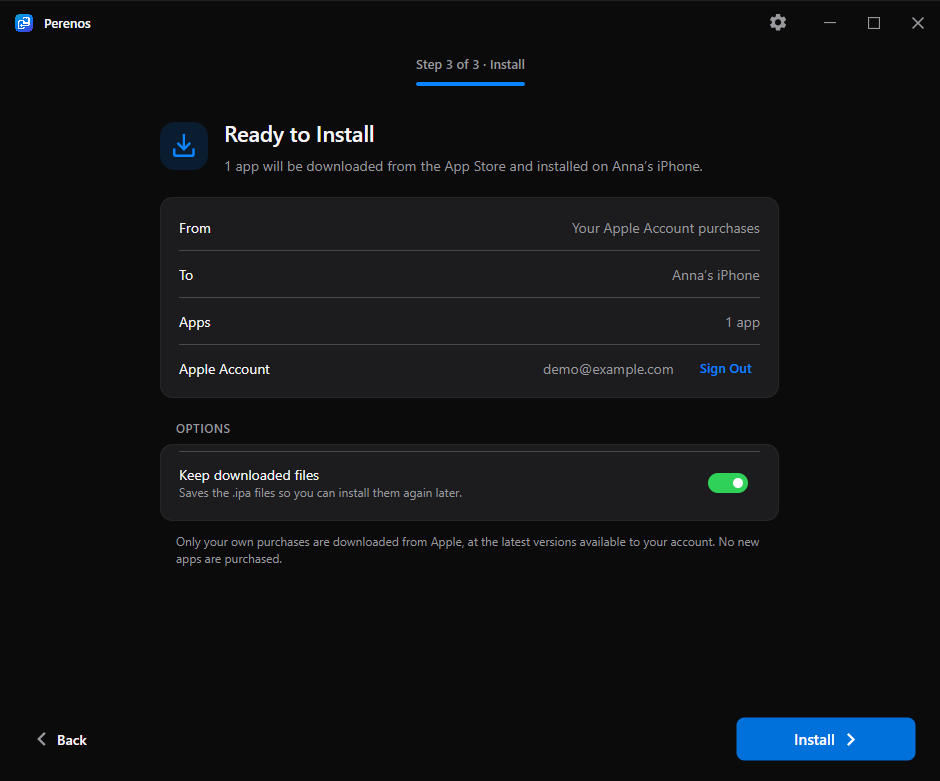 Perenos
Step 3 of 3 · Install
Ready to Install
1 app will be downloaded from the App Store and installed on Anna's iPhone.
From Your Apple Account purchases
To Anna's iPhone
Apps 1 app
Apple Account demo@example.com Sign Out
OPTIONS
Keep downloaded files
Saves the .ipa files so you can install them again later.
Only your own purchases are downloaded from Apple, at the latest versions available to your account. No new
apps are purchased.
Back Install